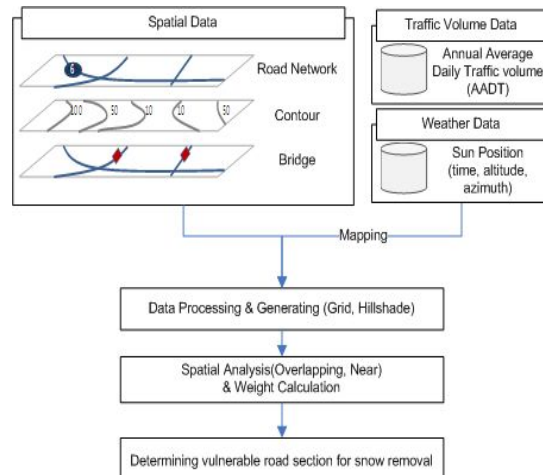 Spatial Data
6
Road Network
100 50 10 10 50
Contour
Bridge
Traffic Volume Data
Annual Average
Daily Traffic volume
(AADT)
Weather Data
Sun Position
(time, altitude,
azimuth)
Mapping
Data Processing & Generating (Grid, Hillshade)
Spatial Analysis(Overlapping, Near)
& Weight Calculation
Determining vulnerable road section for snow removal